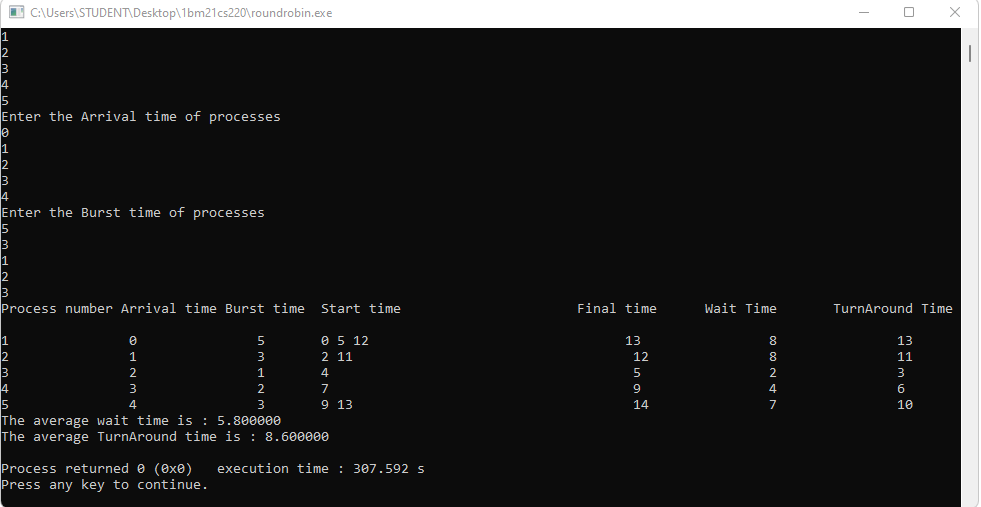 C:\Users\STUDENT\Desktop\1bm21cs220\roundrobin.exe
1
2
3
4
5
Enter the Arrival time of processes
0
1
2
3
4
Enter the Burst time of processes
5
3
1
2
3
Process number Arrival time Burst time Start time Final time Wait Time TurnAround Time
1 0 5 0 5 12 13 8 13
2 1 3 2 11 12 8 11
3 2 1 4 5 2 3
4 3 2 7 9 4 6
5 4 3 9 13 14 7 10
The average wait time is : 5.800000
The average TurnAround time is : 8.600000
Process returned 0 (0x0) execution time : 307.592 s
Press any key to continue.